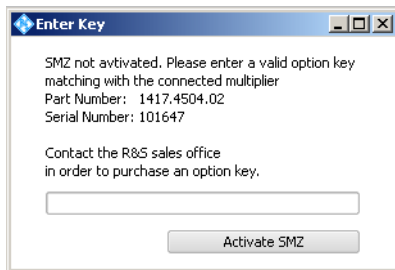 Enter Key
SMZ not avtivated. Please enter a valid option key
matching with the connected multiplier
Part Number: 1417.4504.02
Serial Number: 101647
Contact the R&S sales office
in order to purchase an option key.
Activate SMZ